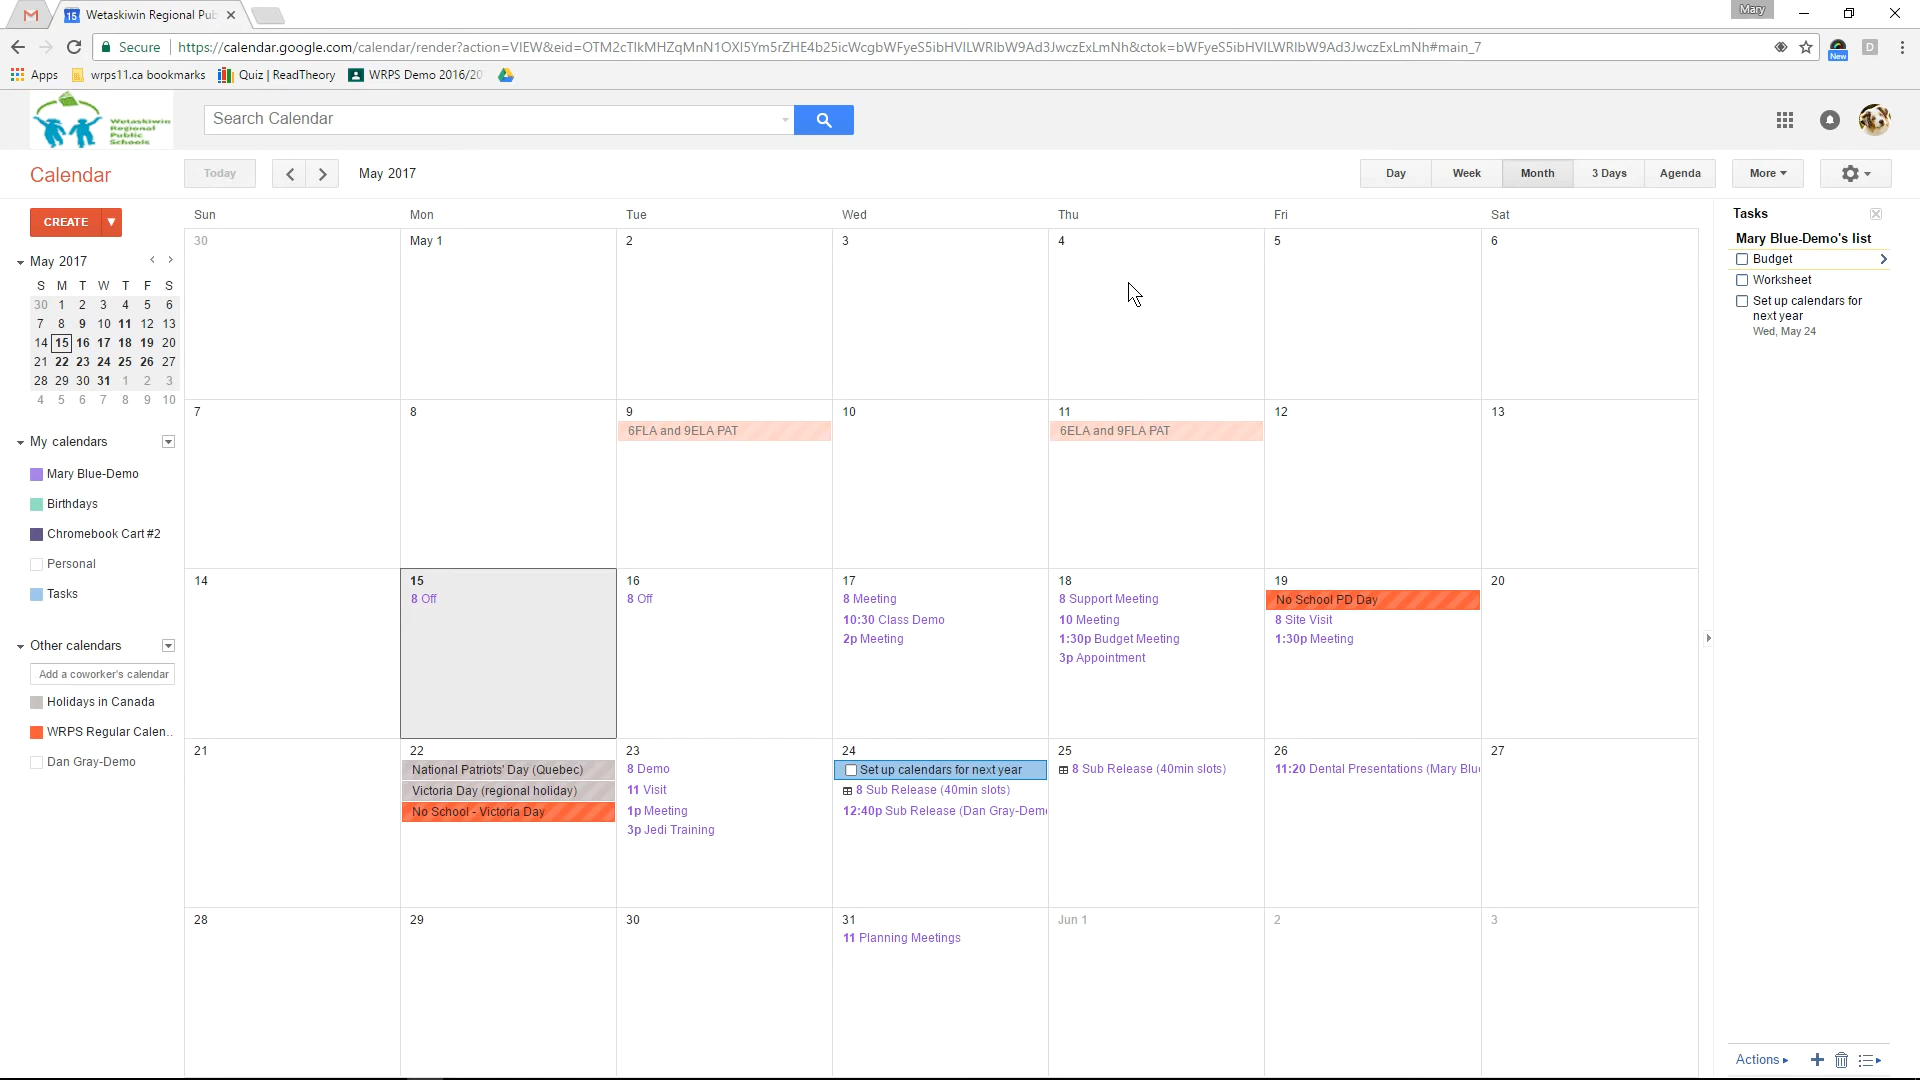 Wetaskiwin Regional Pub
Mary
Secure
https://calendar.google.com/calendar/render?action=VIEW&eid=OTM2cTlkMHZqMnN1OXI5Ym5rZHE4b25icWcgbWFyeS5ibHVlLWRlbW9Ad3JwczExLmNh&ctok=bWFyeS5ibHVlLWRlbW9Ad3JwczExLmNh#main_7
New
D
Apps
wrps11.ca bookmarks
Quiz | ReadTheory
WRPS Demo 2016/20
Wetaskiwin
Regional
Public
Schools
Search Calendar
Calendar
Today
May 2017
Day
Week
Month
3 Days
Agenda
More
CREATE
May 2017
S M T W T F S
30 1 2 3 4 5 6
7 8 9 10 11 12 13
14 15 16 17 18 19 20
21 22 23 24 25 26 27
28 29 30 31 1 2 3
4 5 6 7 8 9 10
My calendars
Mary Blue-Demo
Birthdays
Chromebook Cart #2
Personal
Tasks
Other calendars
Add a coworker's calendar
Holidays in Canada
WRPS Regular Calen..
Dan Gray-Demo
Sun Mon Tue Wed Thu Fri Sat
30 May 1 2 3 4 5 6
7 8 9 10 11 12 13
6FLA and 9ELA PAT
6ELA and 9FLA PAT
14
15
8 Off
16
8 Off
17
8 Meeting
10:30 Class Demo
2p Meeting
18
8 Support Meeting
10 Meeting
1:30p Budget Meeting
3p Appointment
19
No School PD Day
8 Site Visit
1:30p Meeting
20
21
22
National Patriots' Day (Quebec)
Victoria Day (regional holiday)
No School - Victoria Day
23
8 Demo
11 Visit
1p Meeting
3p Jedi Training
24
Set up calendars for next year
8 Sub Release (40min slots)
12:40p Sub Release (Dan Gray-Demo
25
8 Sub Release (40min slots)
26
11:20 Dental Presentations (Mary Blu
27
28
29
30
31
11 Planning Meetings
Jun 1
2
3
Tasks
Mary Blue-Demo's list
Budget
Worksheet
Set up calendars for
next year
Wed, May 24
Actions